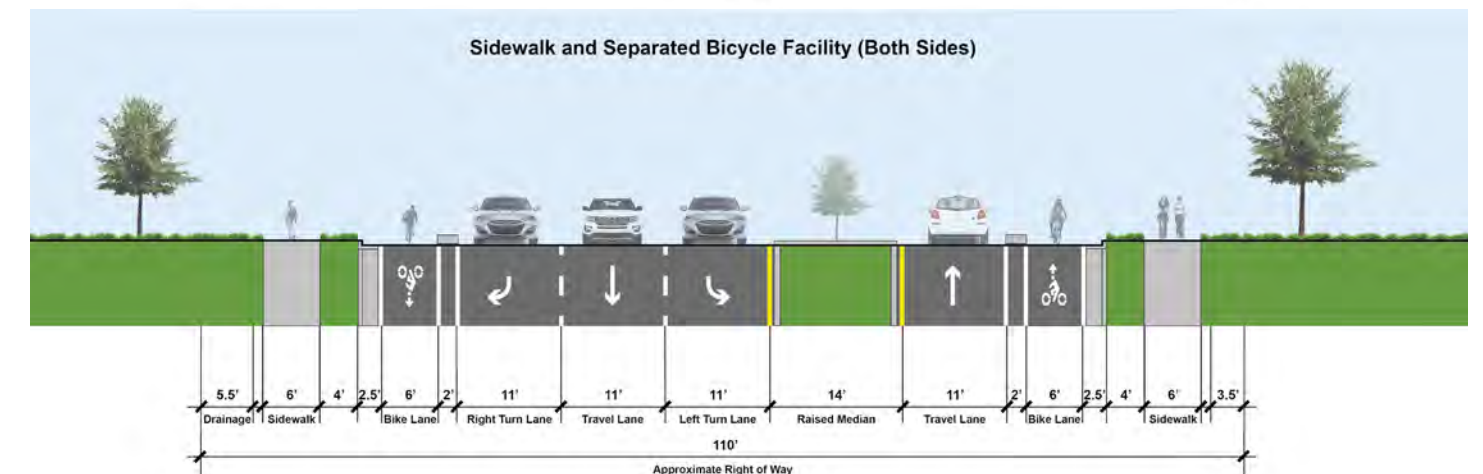 Sidewalk and Separated Bicycle Facility (Both Sides)
5.5' 6' 4' 2.5' 6' 2' 11' 11' 11' 14' 11' 2' 6' 2.5' 4' 6' 3.5'
Drainage Sidewalk Bike Lane Right Turn Lane Travel Lane Left Turn Lane Raised Median Travel Lane Bike Lane Sidewalk
110'
Approximate Right of Way